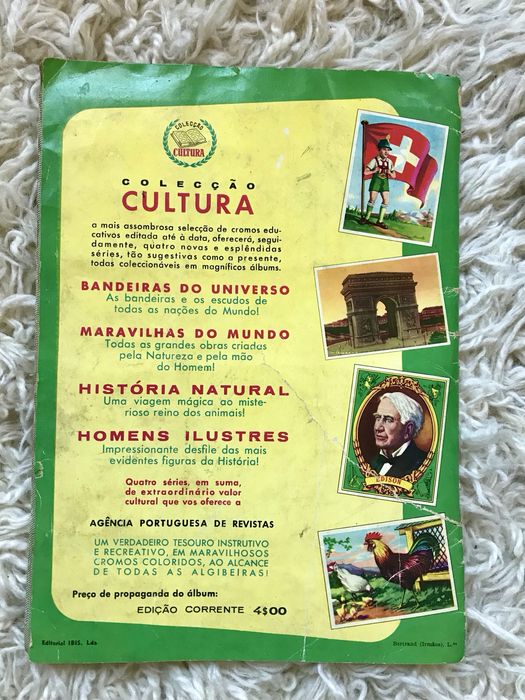 COLECÇÃO
CULTURA
COLECÇÃO
CULTURA
a mais assombrosa selecção de cromos edu-
cativos editada até à data, oferecerá, segui-
damente, quatro novas e esplêndidas
séries, tão sugestivas como a presente,
todas coleccionáveis em magníficos álbums.
BANDEIRAS DO UNIVERSO
As bandeiras e os escudos de
todas as nações do Mundo!
MARAVILHAS DO MUNDO
Todas as grandes obras criadas
pela Natureza e pela mão
do Homem!
HISTÓRIA NATURAL
Uma viagem mágica ao miste-
rioso reino dos animais!
HOMENS ILUSTRES
Impressionante desfile das mais
evidentes figuras da História!
EDISON
Quatro séries, em suma,
de extraordinário valor
cultural que vos oferece a
AGÊNCIA PORTUGUESA DE REVISTAS
UM VERDADEIRO TESOURO INSTRUTIVO
E RECREATIVO, EM MARAVILHOSOS
CROMOS COLORIDOS, AO ALCANCE
DE TODAS AS ALGIBEIRAS!
Preço de propaganda do álbum:
EDIÇÃO CORRENTE 4$00
Editorial IBIS, Lda
Bertrand (Irmãos), L.da